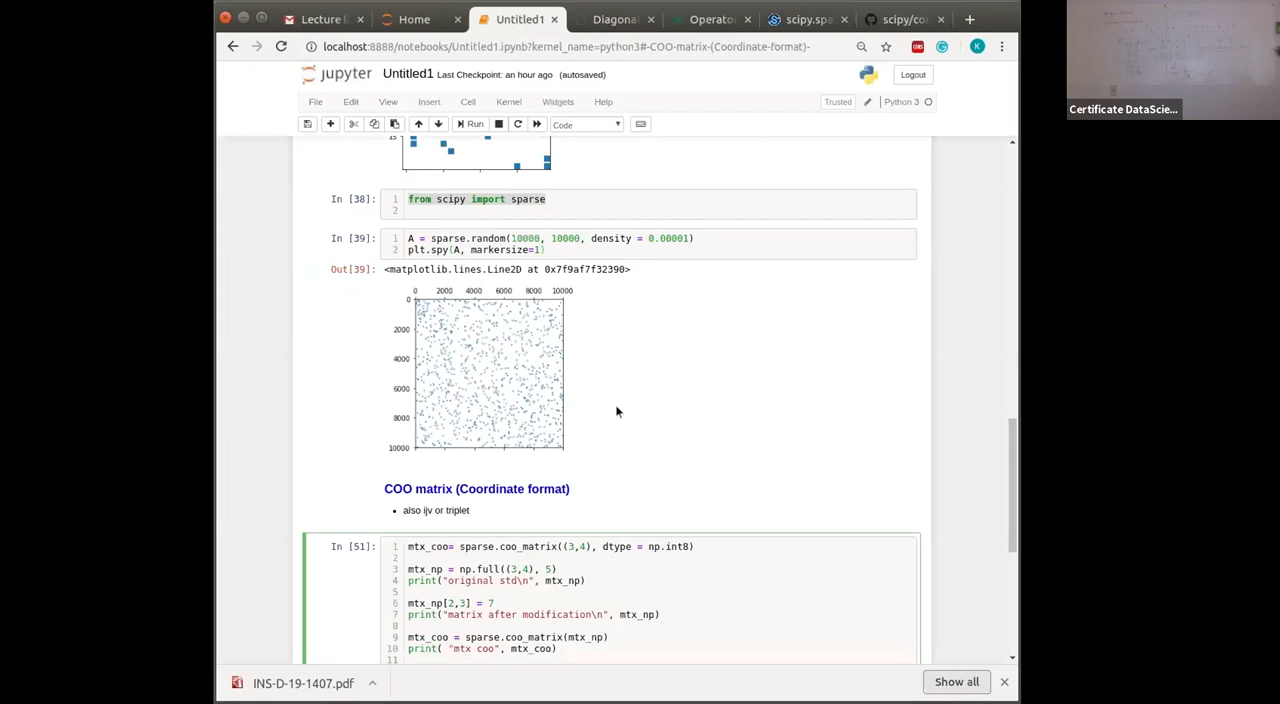 Lecture l
Home
Untitled1
Diagonal
Operato
scipy.spa
scipy/co
localhost:8888/notebooks/Untitled1.ipynb?kernel_name=python3#-COO-matrix-(Coordinate-format)-
K
jupyter Untitled1 Last Checkpoint: an hour ago (autosaved)
Logout
File Edit View Insert Cell Kernel Widgets Help
Trusted Python 3
Run Code
Certificate DataScie...
15
In [38]:
1 from scipy import sparse
2
In [39]:
1 A = sparse.random(10000, 10000, density = 0.00001)
2 plt.spy(A, markersize=1)
Out[39]: <matplotlib.lines.Line2D at 0x7f9af7f32390>
0 2000 4000 6000 8000 10000
0
2000
4000
6000
8000
10000
COO matrix (Coordinate format)
• also ijv or triplet
In [51]:
1 mtx_coo= sparse.coo_matrix((3,4), dtype = np.int8)
2
3 mtx_np = np.full((3,4), 5)
4 print("original std\n", mtx_np)
5
6 mtx_np[2,3] = 7
7 print("matrix after modification\n", mtx_np)
8
9 mtx_coo = sparse.coo_matrix(mtx_np)
10 print( "mtx coo", mtx_coo)
11
INS-D-19-1407.pdf
Show all